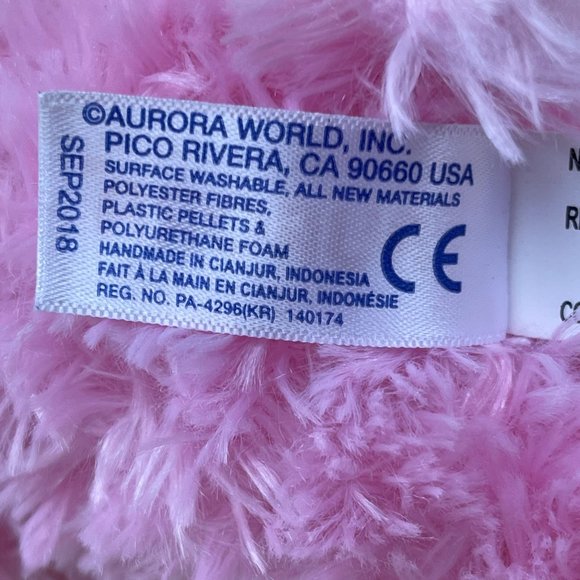 ©AURORA WORLD, INC.
PICO RIVERA, CA 90660 USA
SURFACE WASHABLE, ALL NEW MATERIALS
POLYESTER FIBRES,
PLASTIC PELLETS &
POLYURETHANE FOAM
HANDMADE IN CIANJUR, INDONESIA
FAIT À LA MAIN EN CIANJUR, INDONÉSIE
REG. NO. PA-4296(KR) 140174
SEP2018
CE